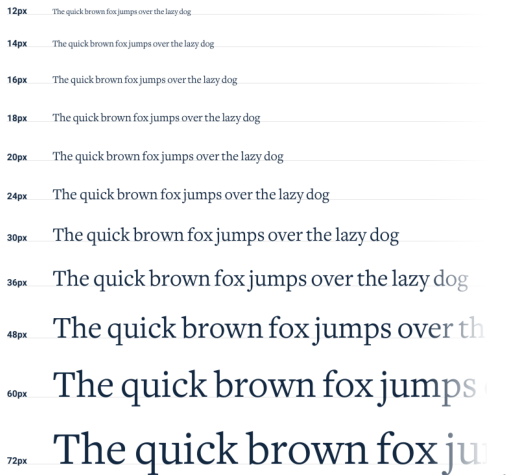 12px The quick brown fox jumps over the lazy dog
14px The quick brown fox jumps over the lazy dog
16px The quick brown fox jumps over the lazy dog
18px The quick brown fox jumps over the lazy dog
20px The quick brown fox jumps over the lazy dog
24px The quick brown fox jumps over the lazy dog
30px The quick brown fox jumps over the lazy dog
36px The quick brown fox jumps over the lazy dog
48px The quick brown fox jumps over th
60px The quick brown fox jumps
72px The quick brown fox ju